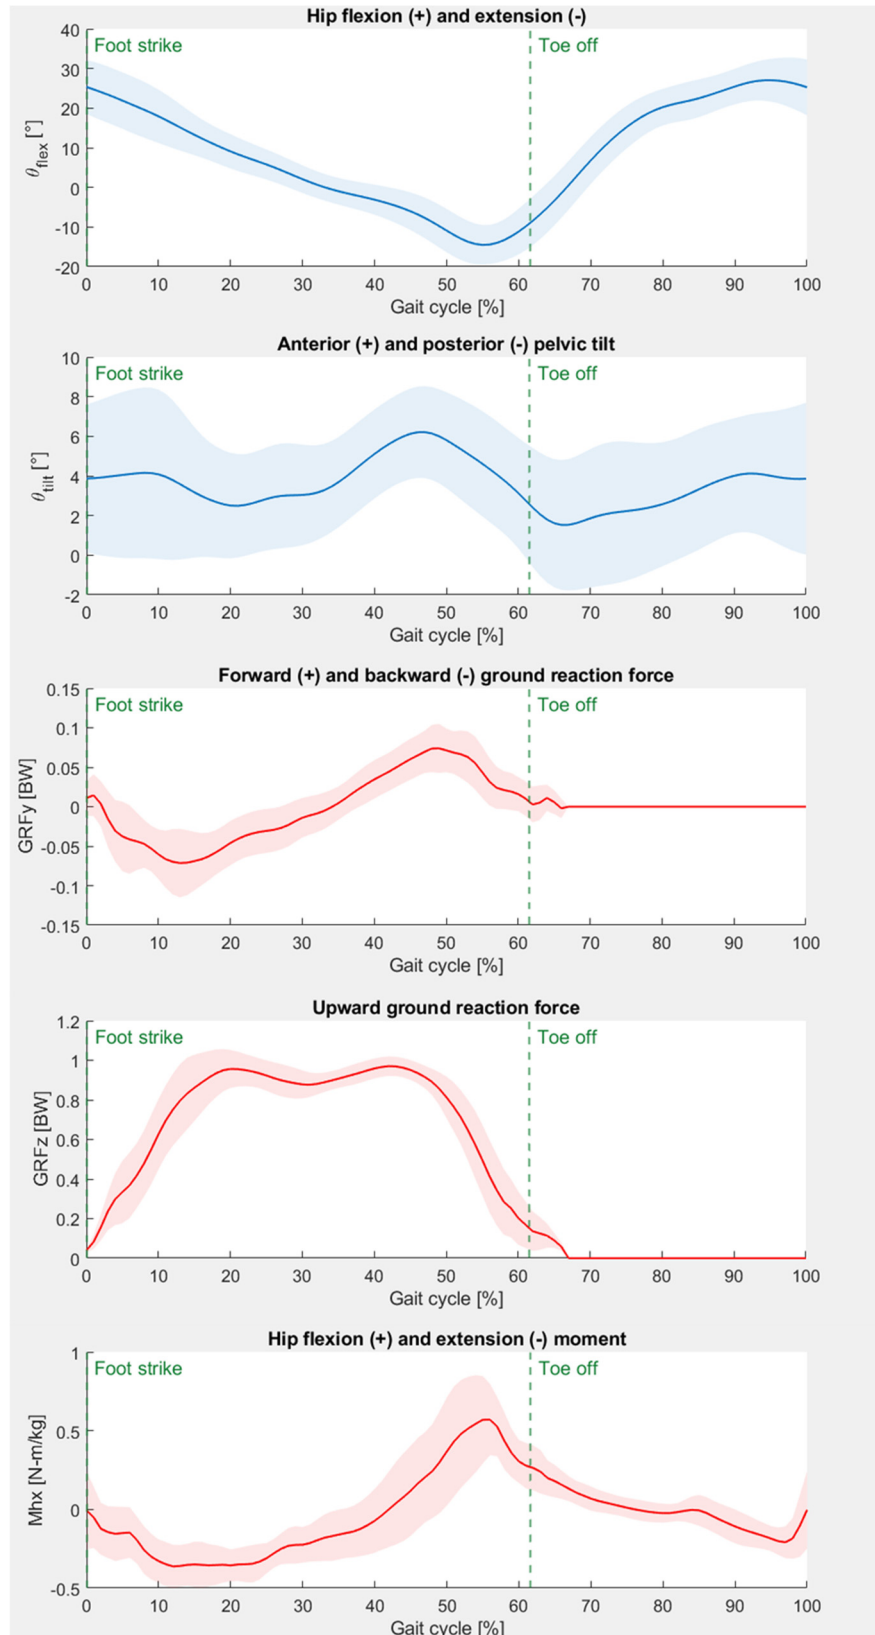 Hip flexion (+) and extension (-)
Foot strike
Toe off
40
30
20
10
0
-10
-20
θflex [°]
0 10 20 30 40 50 60 70 80 90 100
Gait cycle [%]
Anterior (+) and posterior (-) pelvic tilt
Foot strike
Toe off
10
8
6
4
2
0
-2
θtilt [°]
0 10 20 30 40 50 60 70 80 90 100
Gait cycle [%]
Forward (+) and backward (-) ground reaction force
Foot strike
Toe off
0.15
0.1
0.05
0
-0.05
-0.1
-0.15
GRFy [BW]
0 10 20 30 40 50 60 70 80 90 100
Gait cycle [%]
Upward ground reaction force
Foot strike
Toe off
1.2
1
0.8
0.6
0.4
0.2
0
GRFz [BW]
0 10 20 30 40 50 60 70 80 90 100
Gait cycle [%]
Hip flexion (+) and extension (-) moment
Foot strike
Toe off
1
0.5
0
-0.5
Mhx [N-m/kg]
0 10 20 30 40 50 60 70 80 90 100
Gait cycle [%]